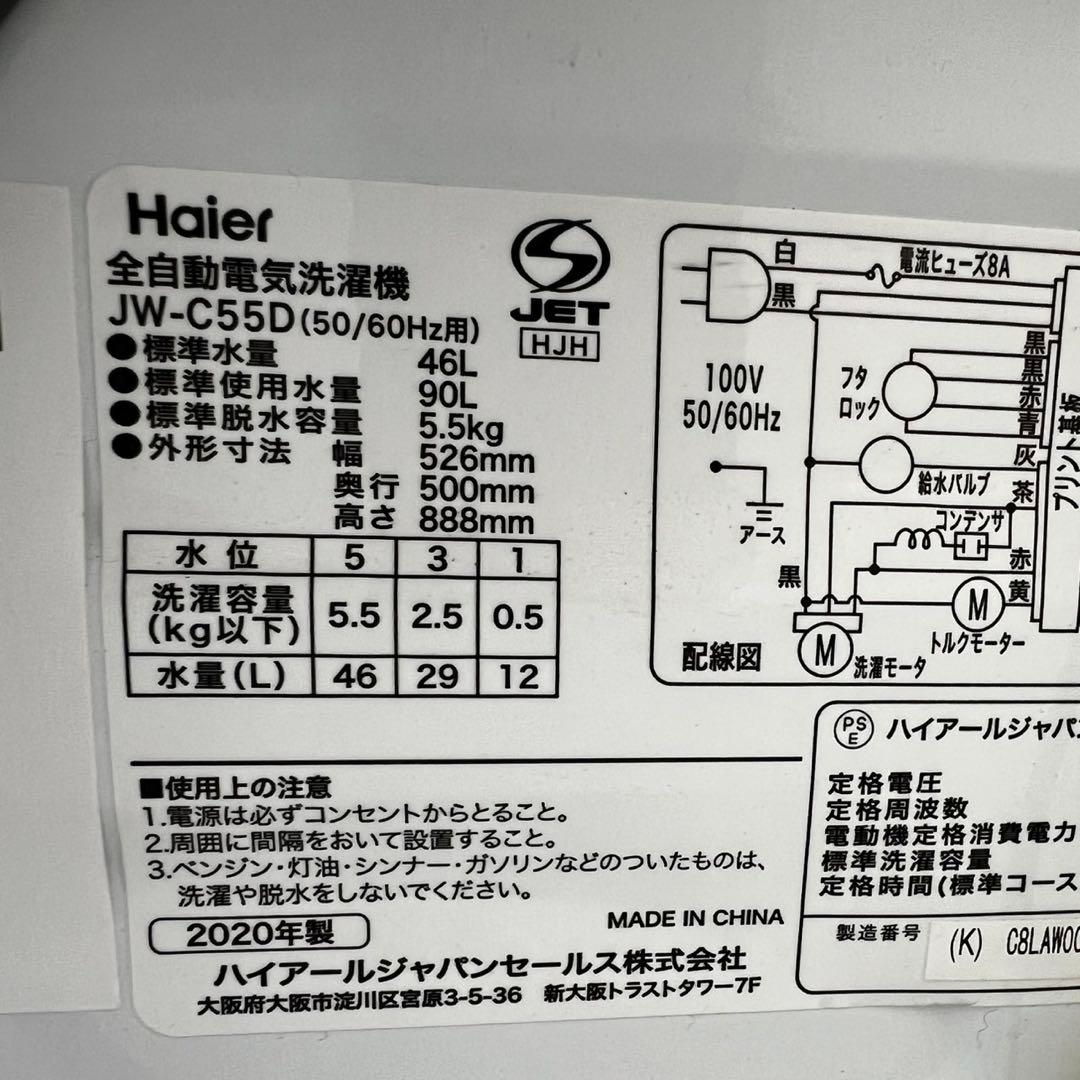 Haier
全自動電気洗濯機
JW-C55D(50/60Hz用)
●標準水量 46L
●標準使用水量 90L
●標準脱水容量 5.5kg
●外形寸法 幅 526mm
奥行 500mm
高さ 888mm
水位 5 3 1
洗濯容量(kg以下) 5.5 2.5 0.5
水量(L) 46 29 12
JET
HJH
白
電流ヒューズ8A
黒
100V
50/60Hz
フタ
ロック
黒
黒
赤
青
灰
給水バルブ
茶
アース
コンデンサ
赤
黒
黄
M
トルクモーター
M
洗濯モータ
配線図
プリント基板
■使用上の注意
1.電源は必ずコンセントからとること。
2.周囲に間隔をおいて設置すること。
3.ベンジン・灯油・シンナー・ガソリンなどのついたものは、
洗濯や脱水をしないでください。
2020年製
MADE IN CHINA
ハイアールジャパンセールス株式会社
大阪府大阪市淀川区宮原3-5-36 新大阪トラストタワー7F
PSE ハイアールジャパン
定格電圧
定格周波数
電動機定格消費電力
標準洗濯容量
定格時間(標準コース
製造番号 (K) C8LAW0